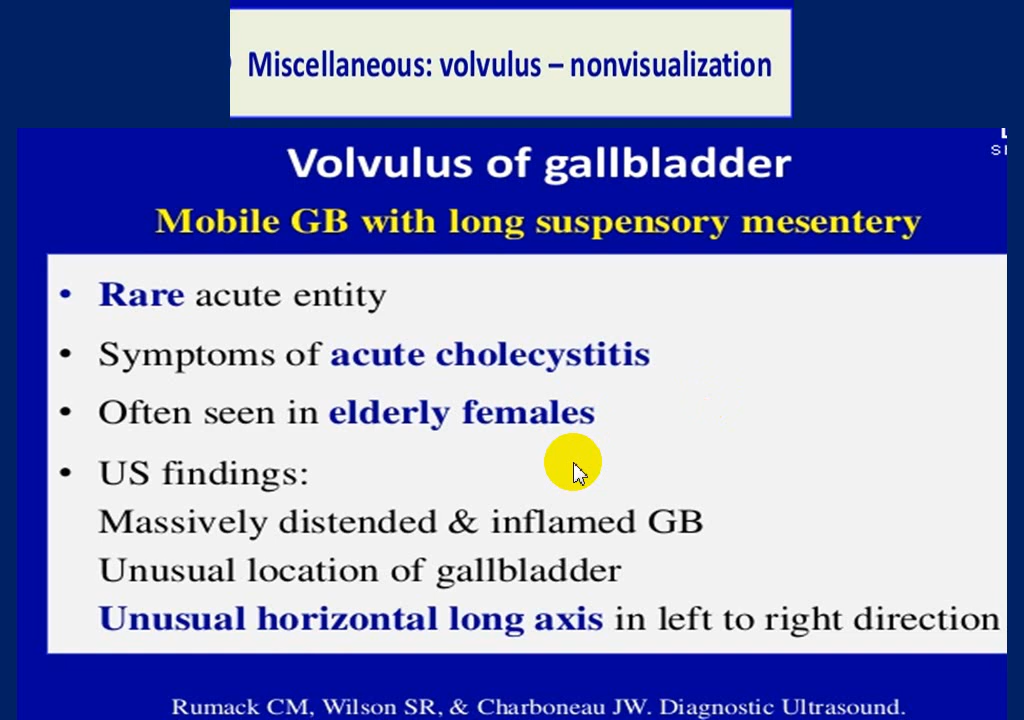 Miscellaneous: volvulus – nonvisualization
Volvulus of gallbladder
Mobile GB with long suspensory mesentery
• Rare acute entity
• Symptoms of acute cholecystitis
• Often seen in elderly females
• US findings:
Massively distended & inflamed GB
Unusual location of gallbladder
Unusual horizontal long axis in left to right direction
Rumack CM, Wilson SR, & Charboneau JW. Diagnostic Ultrasound.